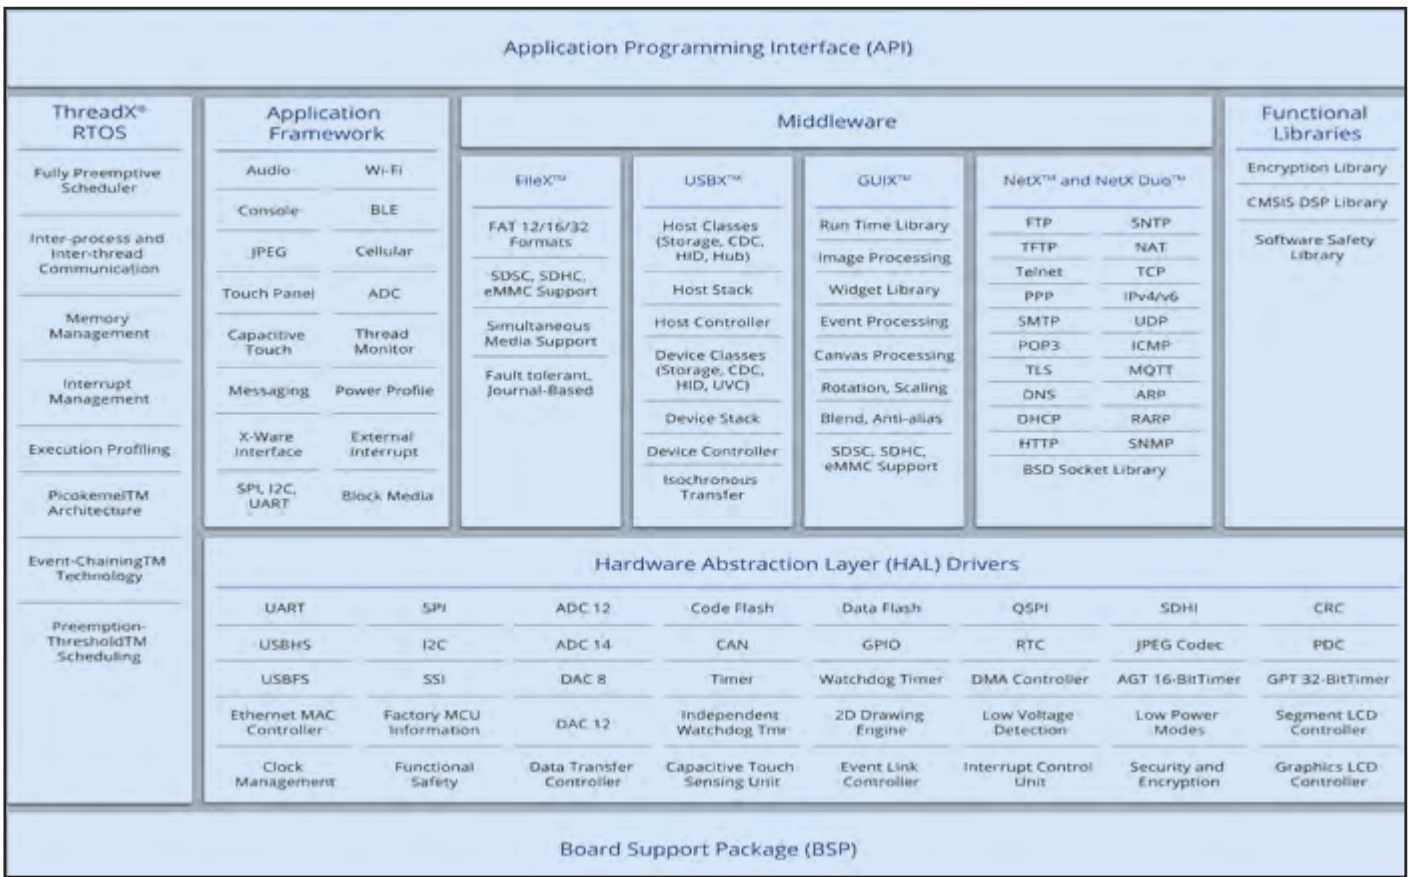 Application Programming Interface (API)
ThreadX®
RTOS
Fully Preemptive
Scheduler
Inter-process and
Inter-thread
Communication
Memory
Management
Interrupt
Management
Execution Profiling
PicokernelTM
Architecture
Event-ChainingTM
Technology
Preemption-
ThresholdTM
Scheduling
Application
Framework
Audio
Wi-Fi
Console
BLE
JPEG
Cellular
Touch Panel
ADC
Capacitive
Touch
Thread
Monitor
Messaging
Power Profile
X-Ware
Interface
External
Interrupt
SPI, I2C,
UART
Block Media
Middleware
FileX™
FAT 12/16/32
Formats
SDSC, SDHC,
eMMC Support
Simultaneous
Media Support
Fault tolerant,
Journal-Based
USBX™
Host Classes
(Storage, CDC,
HID, Hub)
Host Stack
Host Controller
Device Classes
(Storage, CDC,
HID, UVC)
Device Stack
Device Controller
Isochronous
Transfer
GUIX™
Run Time Library
Image Processing
Widget Library
Event Processing
Canvas Processing
Rotation, Scaling
Blend, Anti-alias
SDSC, SDHC,
eMMC Support
NetX™ and NetX Duo™
FTP
SNTP
TFTP
NAT
Telnet
TCP
PPP
IPv4/v6
SMTP
UDP
POP3
ICMP
TLS
MQTT
DNS
ARP
DHCP
RARP
HTTP
SNMP
BSD Socket Library
Functional
Libraries
Encryption Library
CMSIS DSP Library
Software Safety
Library
Hardware Abstraction Layer (HAL) Drivers
UART
SPI
ADC 12
Code Flash
Data Flash
QSPI
SDHI
CRC
USBHS
I2C
ADC 14
CAN
GPIO
RTC
JPEG Codec
PDC
USBFS
SSI
DAC 8
Timer
Watchdog Timer
DMA Controller
AGT 16-BitTimer
GPT 32-BitTimer
Ethernet MAC
Controller
Factory MCU
Information
DAC 12
Independent
Watchdog Tmr
2D Drawing
Engine
Low Voltage
Detection
Low Power
Modes
Segment LCD
Controller
Clock
Management
Functional
Safety
Data Transfer
Controller
Capacitive Touch
Sensing Unit
Event Link
Controller
Interrupt Control
Unit
Security and
Encryption
Graphics LCD
Controller
Board Support Package (BSP)